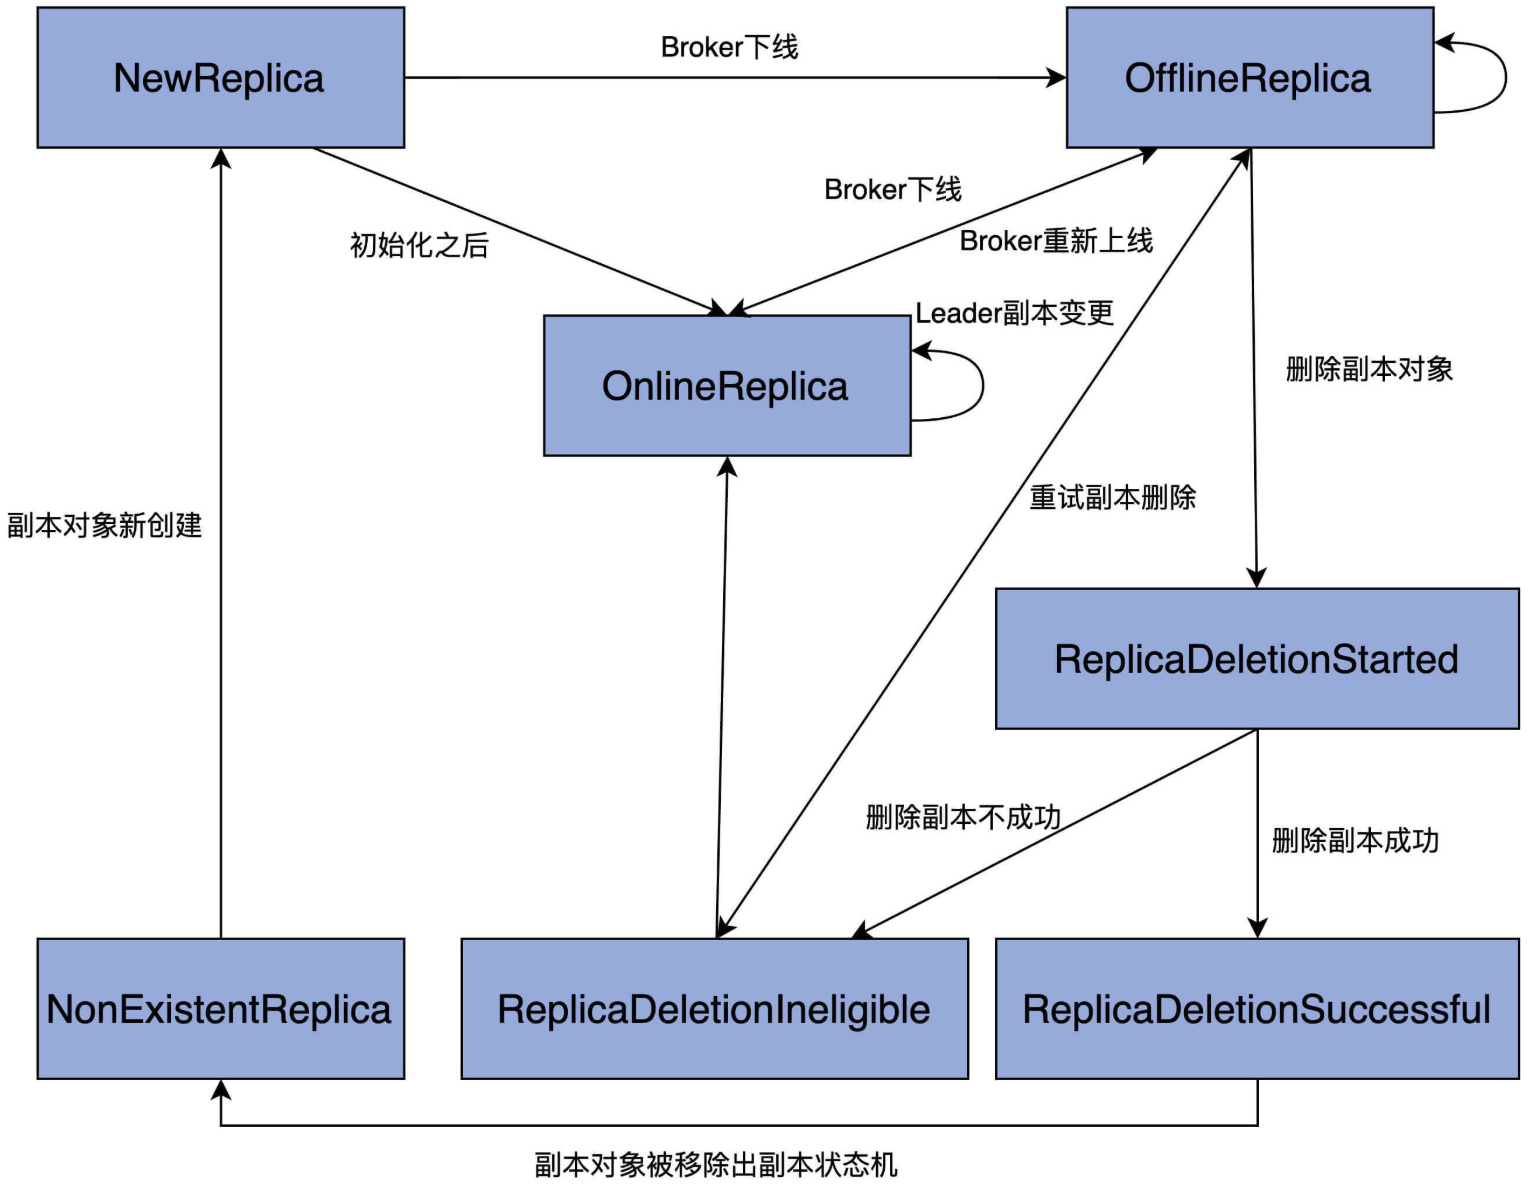 NewReplica
Broker下线
OfflineReplica
Broker下线
初始化之后
Broker重新上线
Leader副本变更
OnlineReplica
删除副本对象
重试副本删除
副本对象新创建
ReplicaDeletionStarted
删除副本不成功
删除副本成功
NonExistentReplica
ReplicaDeletionIneligible
ReplicaDeletionSuccessful
副本对象被移除出副本状态机